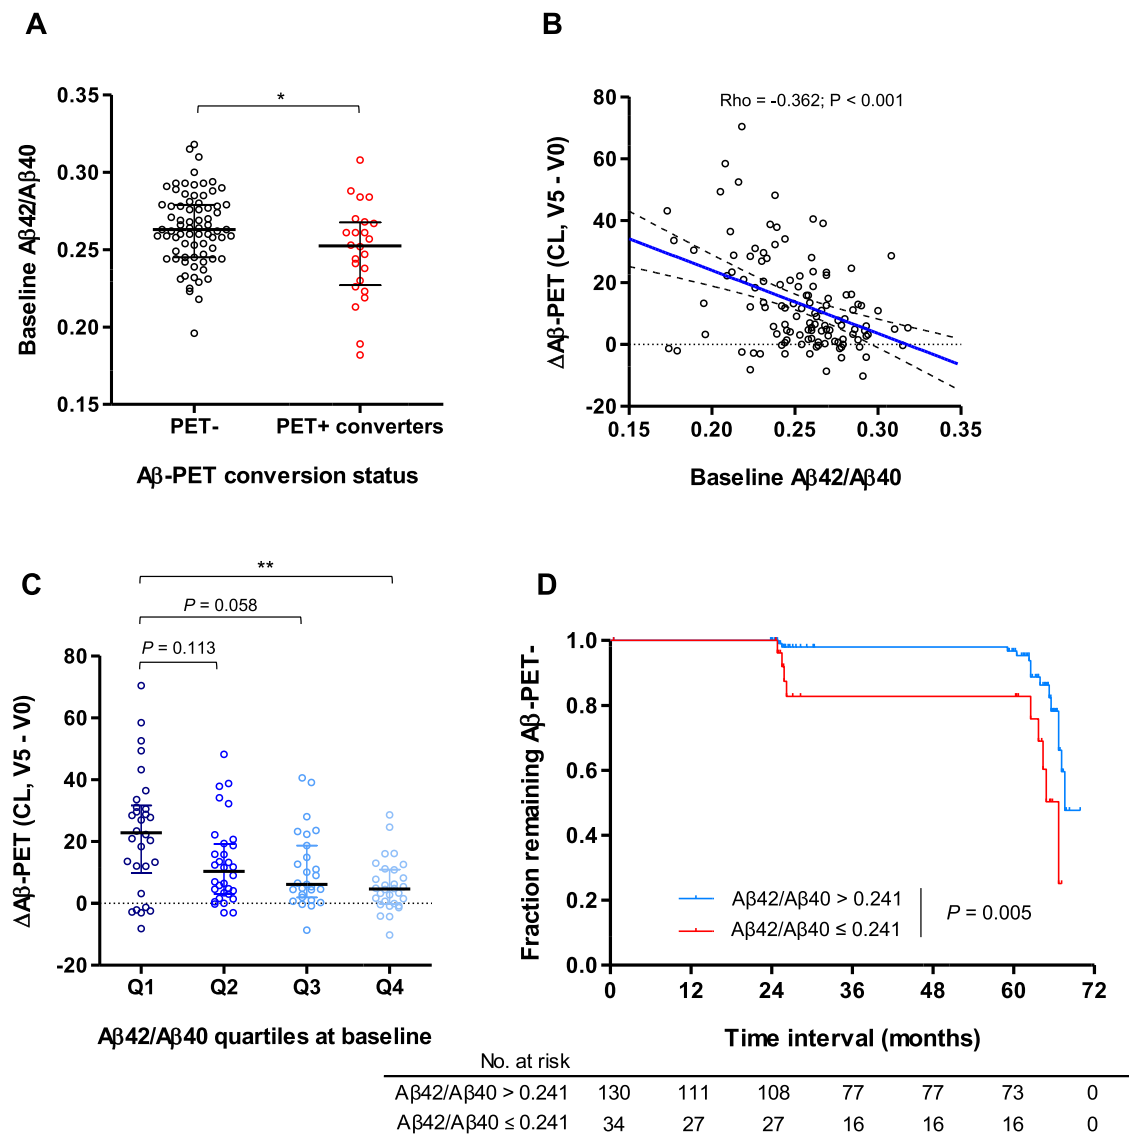 A
0.35
0.30
0.25
0.20
0.15
Baseline Aβ42/Aβ40
*
PET-
PET+ converters
Aβ-PET conversion status
B
80
60
40
20
0
-20
ΔAβ-PET (CL, V5 - V0)
Rho = -0.362; P < 0.001
0.15
0.20
0.25
0.30
0.35
Baseline Aβ42/Aβ40
C
**
P = 0.058
P = 0.113
80
60
40
20
0
-20
ΔAβ-PET (CL, V5 - V0)
Q1
Q2
Q3
Q4
Aβ42/Aβ40 quartiles at baseline
D
1.0
0.8
0.6
0.4
0.2
0.0
Fraction remaining Aβ-PET-
Aβ42/Aβ40 > 0.241
Aβ42/Aβ40 ≤ 0.241
P = 0.005
0
12
24
36
48
60
72
Time interval (months)
No. at risk
Aβ42/Aβ40 > 0.241 130 111 108 77 77 73 0
Aβ42/Aβ40 ≤ 0.241 34 27 27 16 16 16 0